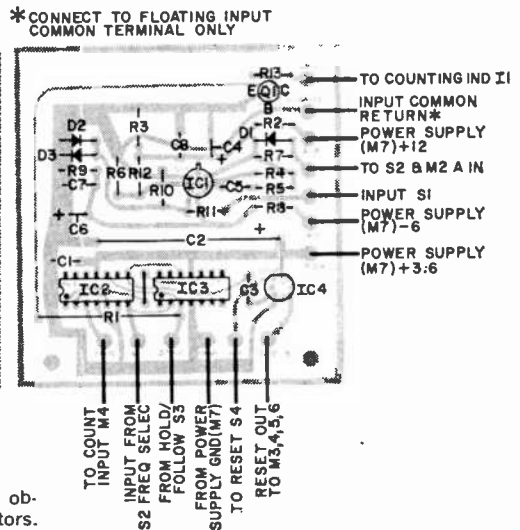 *CONNECT TO FLOATING INPUT
COMMON TERMINAL ONLY
R13
E Q1 C
B
TO COUNTING IND I1
INPUT COMMON
RETURN*
D2
R3
C8
C4
+
D1
R2
POWER SUPPLY
(M7)+12
D3
R9
R6
R12
IC1
R7
R4
TO S2 & M2 A IN
C7
R10
C5
R5
INPUT S1
+
C6
R11
R8
+
POWER SUPPLY
(M7)-6
C2
POWER SUPPLY
(M7)+3.6
C1
IC2
IC3
C3
IC4
R1
TO COUNT
INPUT M4
INPUT FROM
S2 FREQ SELEC
FROM HOLD/
FOLLOW S3
FROM POWER
SUPPLY GND(M7)
TO RESET S4
RESET OUT
TO M3,4,5,6
ob-
tors.